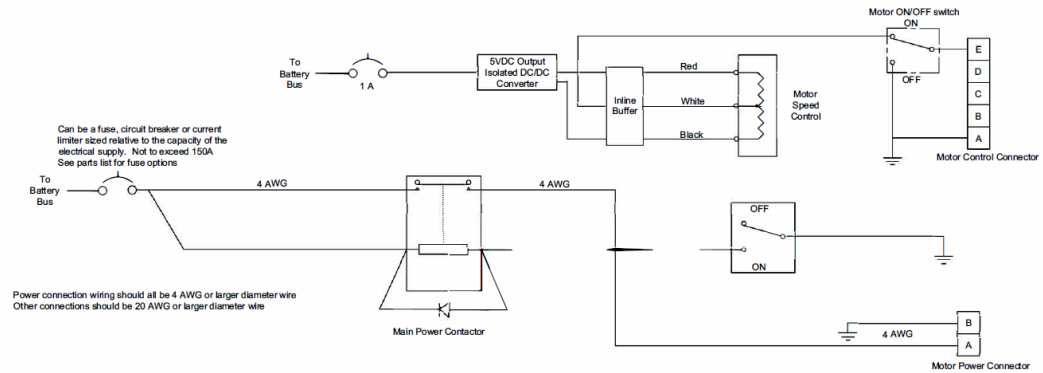 Motor ON/OFF switch
ON
OFF
E
D
C
B
A
Motor Control Connector
To
Battery
Bus
1 A
5VDC Output
Isolated DC/DC
Converter
Inline
Buffer
Red
White
Black
Motor
Speed
Control
Can be a fuse, circuit breaker or current
limiter sized relative to the capacity of the
electrical supply. Not to exceed 150A
See parts list for fuse options
To
Battery
Bus
4 AWG
4 AWG
Main Power Contactor
OFF
ON
Power connection wiring should all be 4 AWG or larger diameter wire
Other connections should be 20 AWG or larger diameter wire
4 AWG
B
A
Motor Power Connector